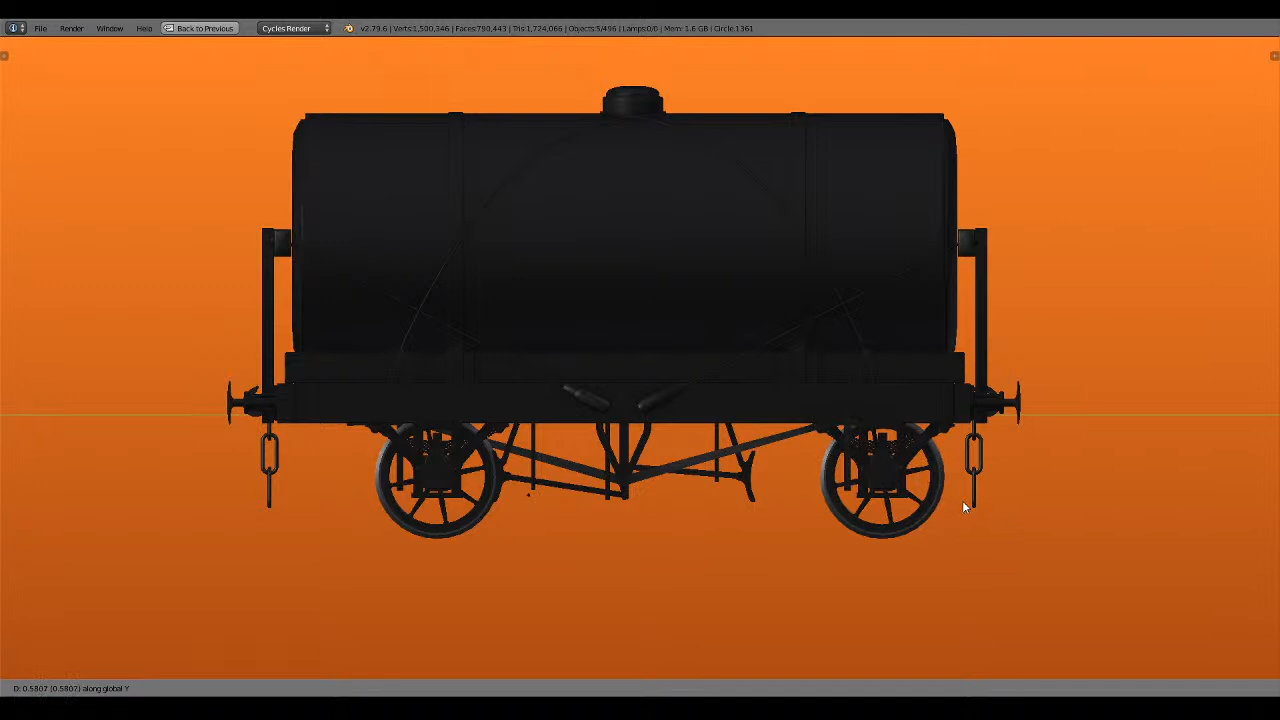 File Render Window Help Back to Previous Cycles Render v2.79.6 | Verts:1,500,346 | Faces:790,443 | Tris:1,724,066 | Objects:5/496 | Lamps:0/0 | Mem: 1.6 GB | Circle.1361
D: 0.5807 (0.5807) along global Y